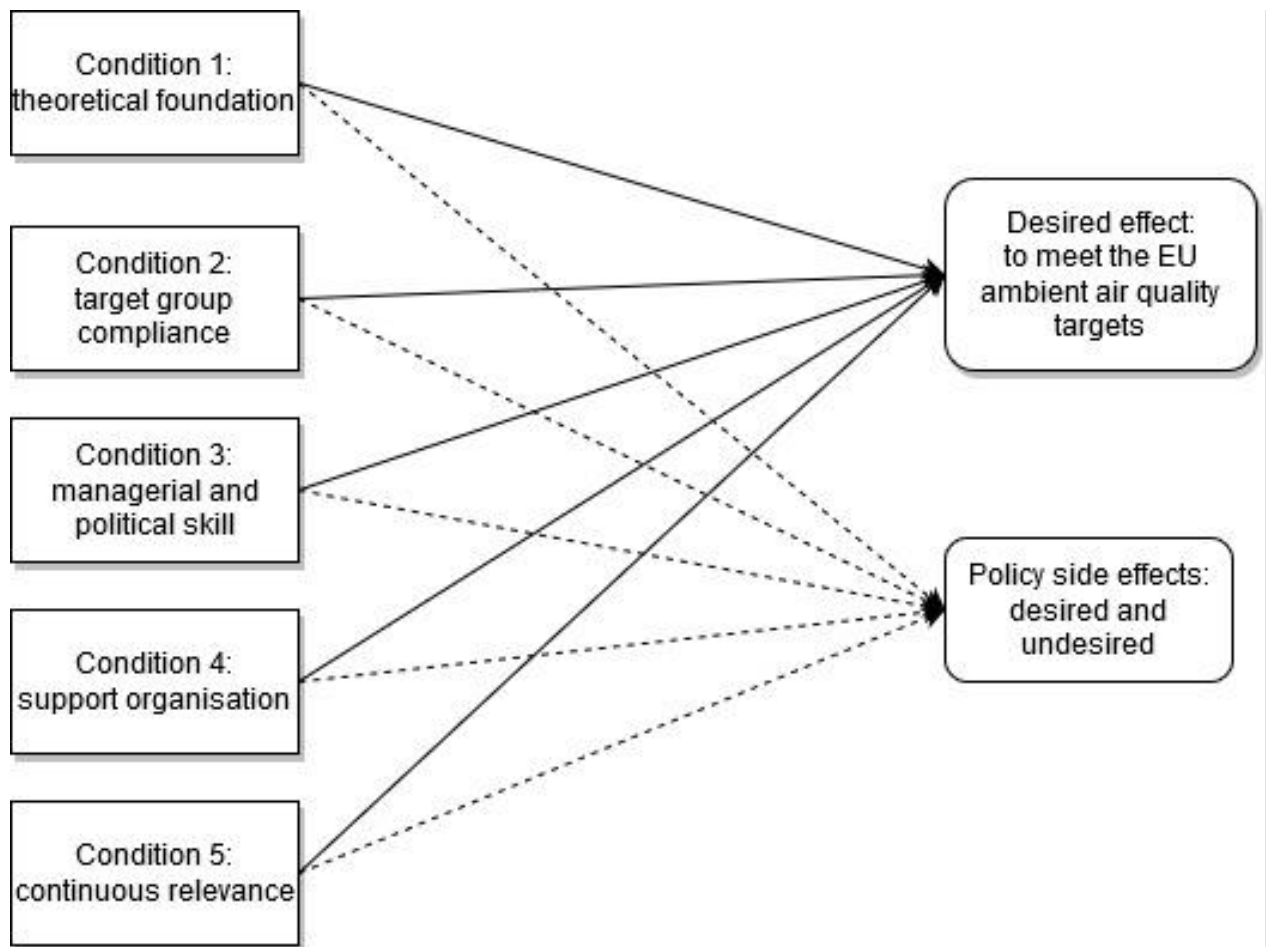 Condition 1:
theoretical foundation
Condition 2:
target group
compliance
Condition 3:
managerial and
political skill
Condition 4:
support organisation
Condition 5:
continuous relevance
Desired effect:
to meet the EU
ambient air quality
targets
Policy side effects:
desired and
undesired